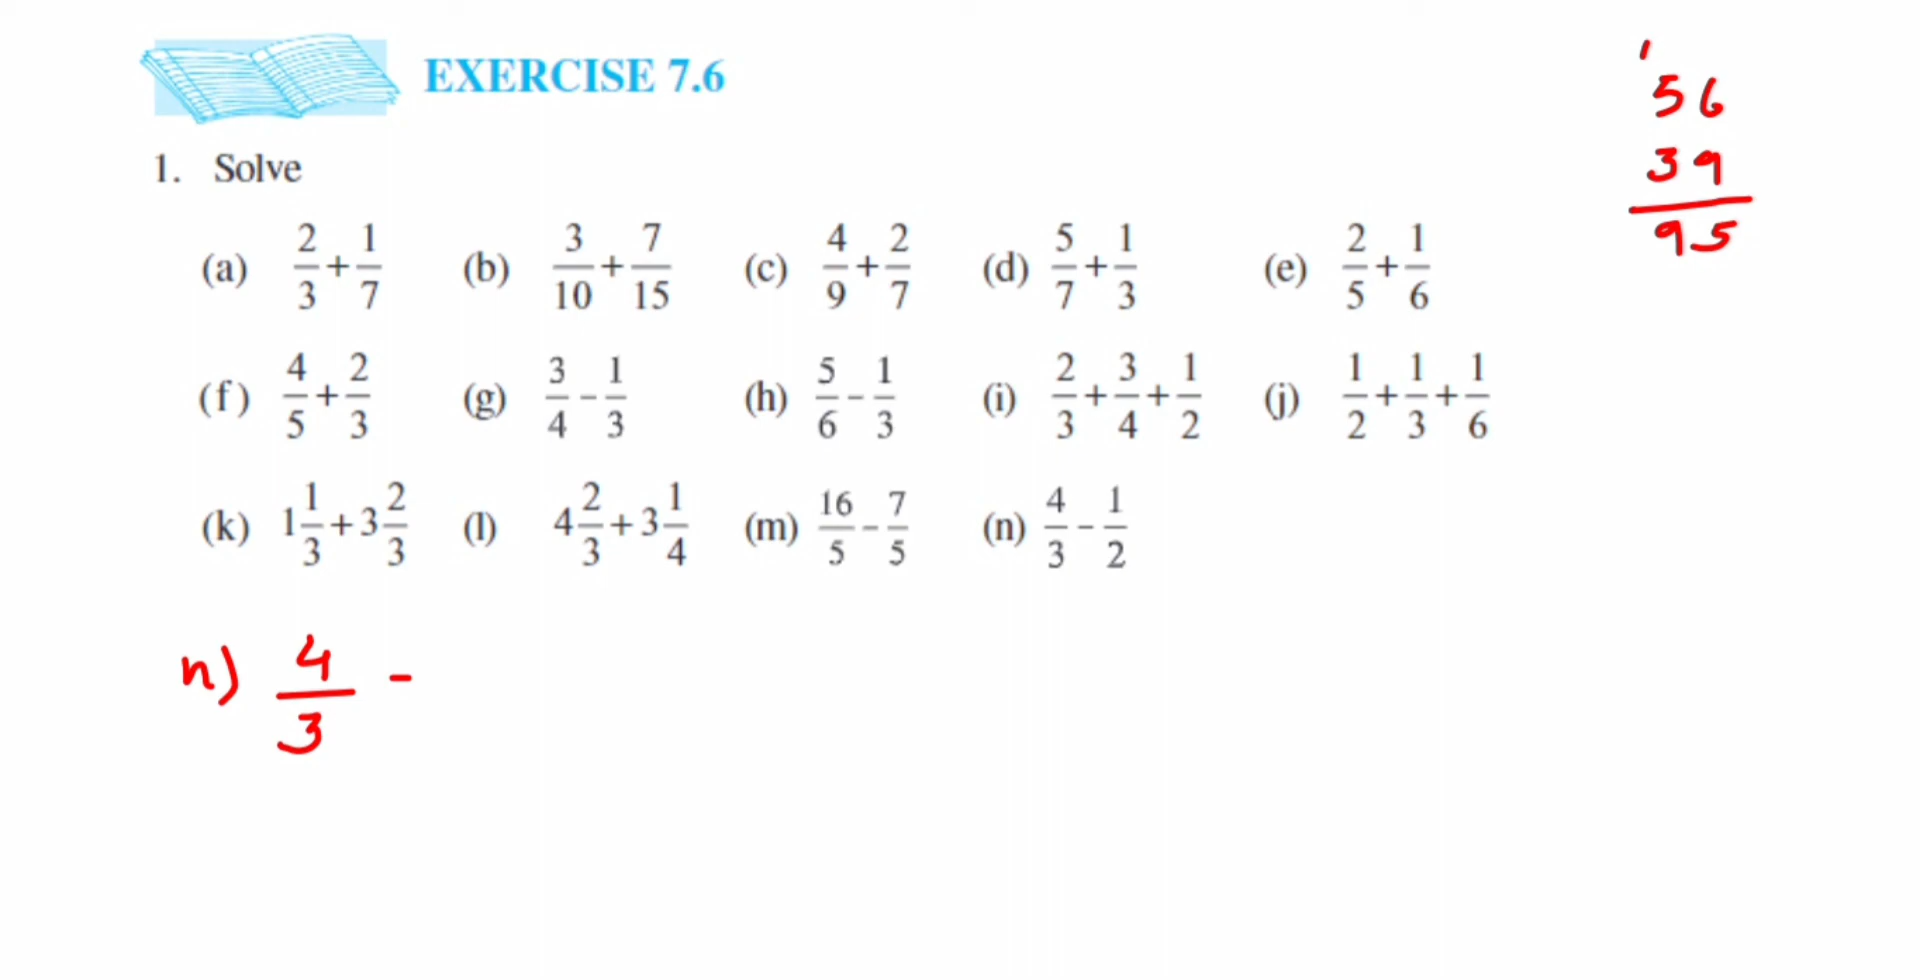 EXERCISE 7.6
1. Solve
(a) 2/3 + 1/7 (b) 3/10 + 7/15 (c) 4/9 + 2/7 (d) 5/7 + 1/3 (e) 2/5 + 1/6
(f) 4/5 + 2/3 (g) 3/4 - 1/3 (h) 5/6 - 1/3 (i) 2/3 + 3/4 + 1/2 (j) 1/2 + 1/3 + 1/6
(k) 1 1/3 + 3 2/3 (l) 4 2/3 + 3 1/4 (m) 16/5 - 7/5 (n) 4/3 - 1/2
n) 4/3 -
1
56
39
95